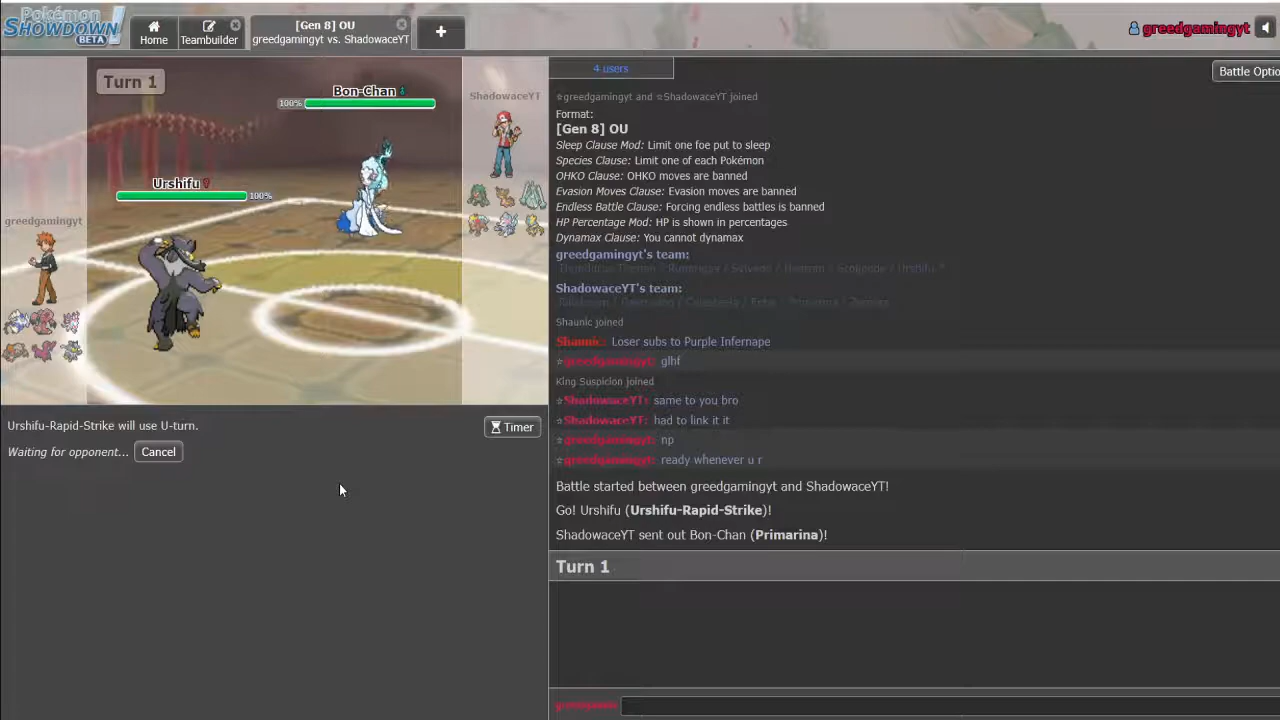 Pokémon
SHOWDOWN!
BETA
Home
Teambuilder
[Gen 8] OU
greedgamingyt vs. ShadowaceYT
+
greedgamingyt
Turn 1
Bon-Chan
100%
Urshifu
100%
greedgamingyt
ShadowaceYT
Urshifu-Rapid-Strike will use U-turn.
Waiting for opponent... Cancel
Timer
4 users
Battle Optio
☆greedgamingyt and ☆ShadowaceYT joined
Format:
[Gen 8] OU
Sleep Clause Mod: Limit one foe put to sleep
Species Clause: Limit one of each Pokémon
OHKO Clause: OHKO moves are banned
Evasion Moves Clause: Evasion moves are banned
Endless Battle Clause: Forcing endless battles is banned
HP Percentage Mod: HP is shown in percentages
Dynamax Clause: You cannot dynamax
greedgamingyt's team:
ShadowaceYT's team:
Shaunic joined
Shaunic: Loser subs to Purple Infernape
☆greedgamingyt: glhf
King Suspicion joined
☆ShadowaceYT: same to you bro
☆ShadowaceYT: had to link it it
☆greedgamingyt: np
☆greedgamingyt: ready whenever u r
Battle started between greedgamingyt and ShadowaceYT!
Go! Urshifu (Urshifu-Rapid-Strike)!
ShadowaceYT sent out Bon-Chan (Primarina)!
Turn 1